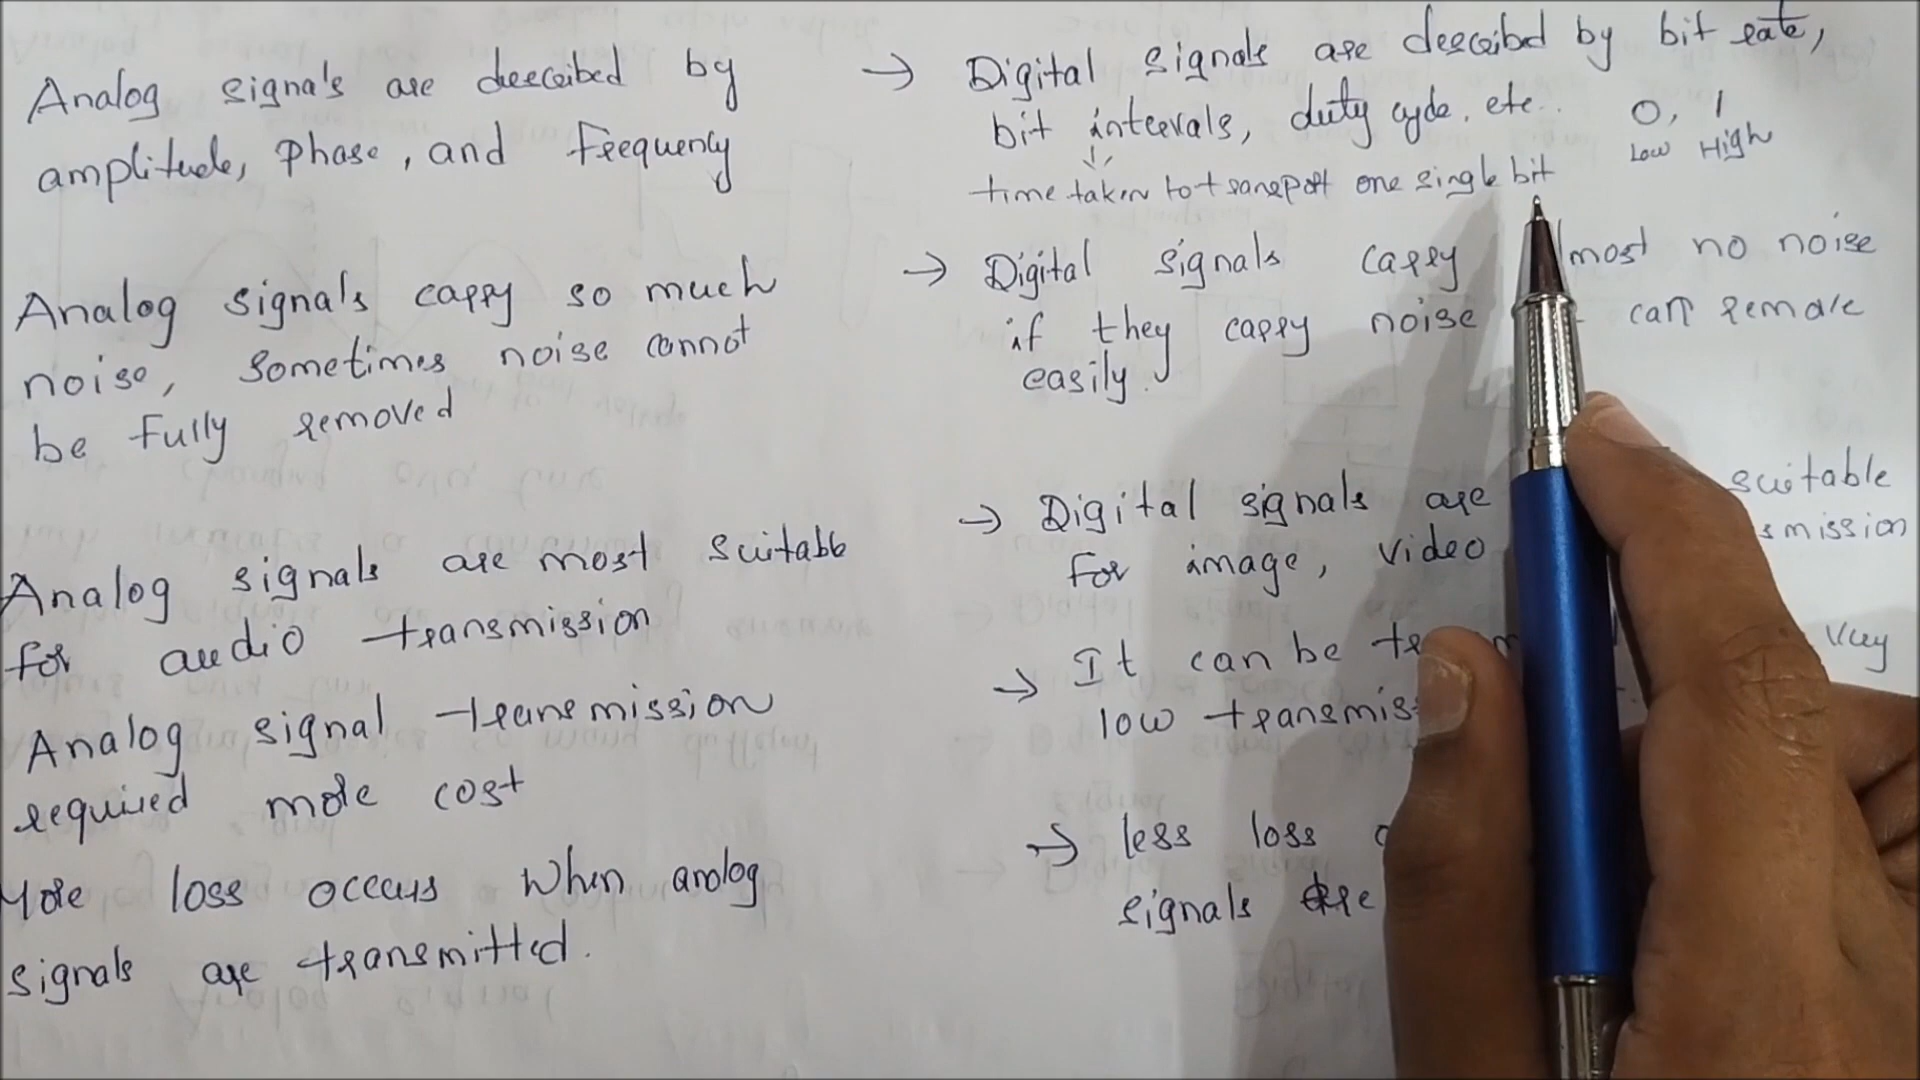 Analog signals are described by
amplitude, phase, and frequency
Analog signals carry so much
noise, sometimes noise cannot
be fully removed
Analog signals are most suitable
for audio transmission
Analog signal transmission
required more cost
More loss occurs when analog
signals are transmitted.
→ Digital signals are described by bit rate,
bit intervals, duty cycle, etc..
0, 1
Low High
time taken to transport one single bit
→ Digital signals carry most no noise
if they carry noise can remove
easily.
→ Digital signals are suitable
for image, video smission
→ It can be very
low
→ less loss
signals are